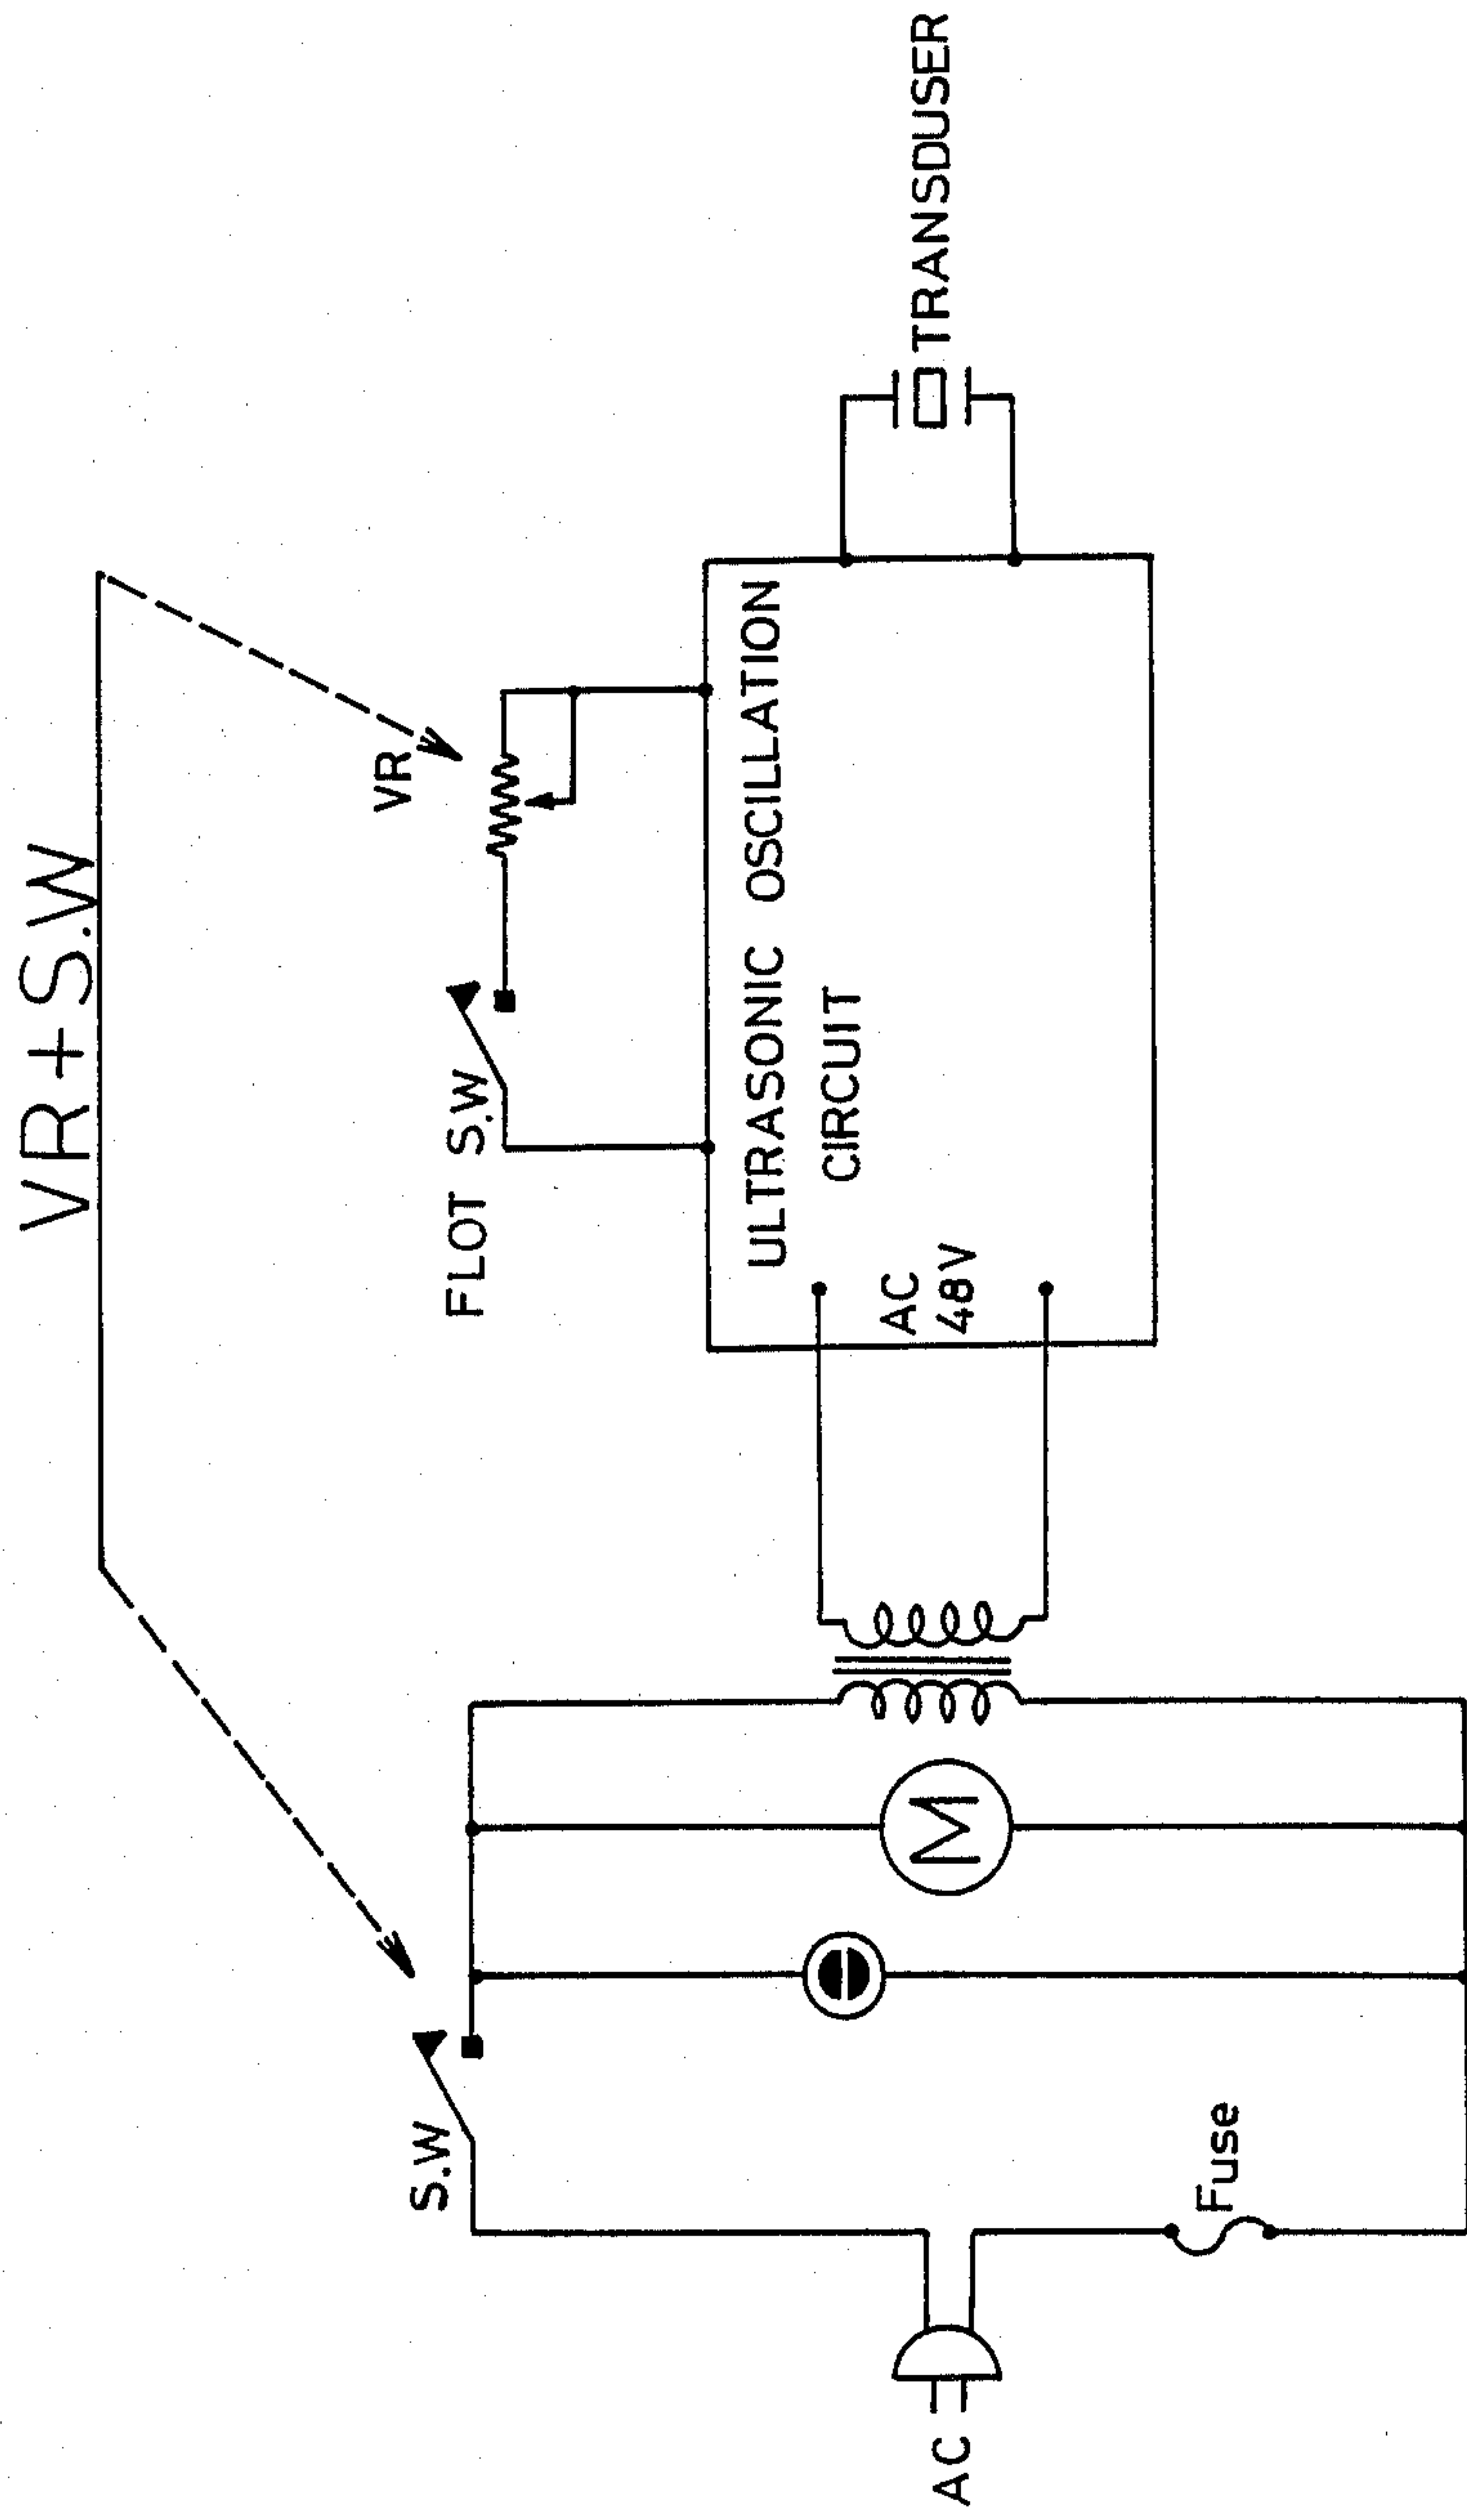 VR+S.W
VR
FLOT S.W
TRANSDUSER
ULTRASONIC OSCILLATION
CIRCUIT
AC
48V
S.W
M
Fuse
AC